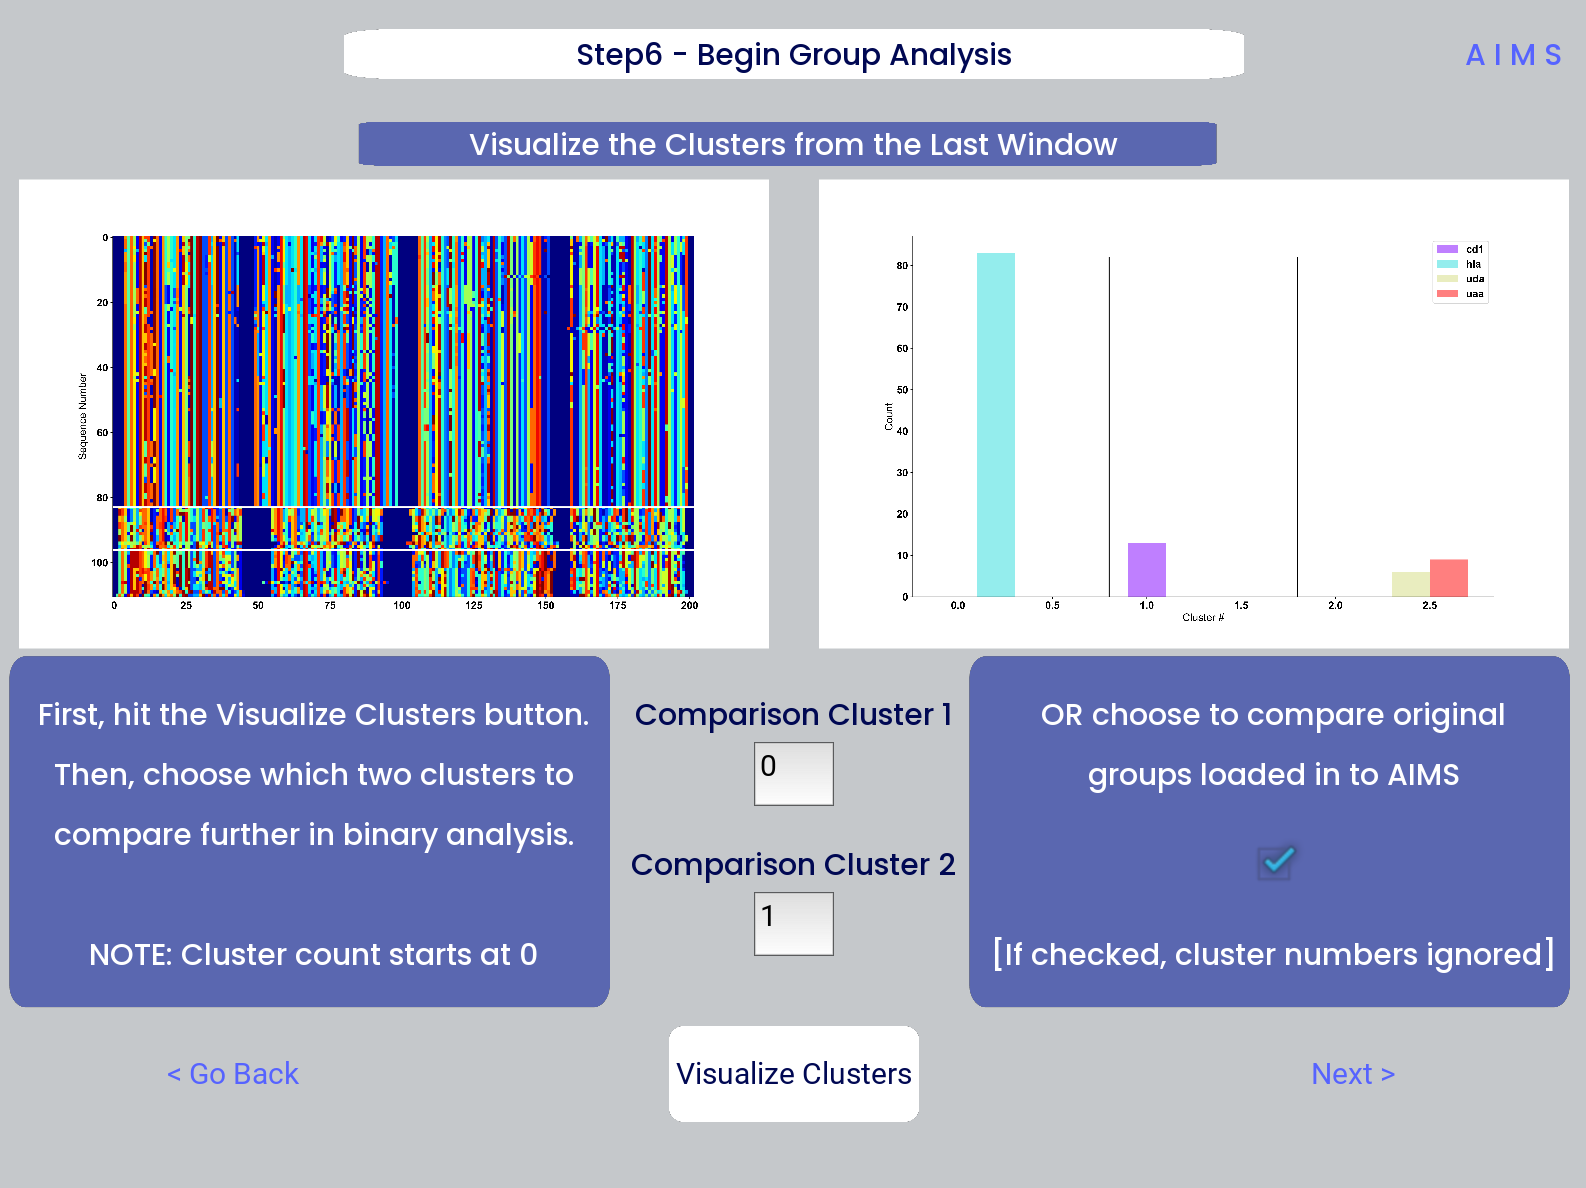 Step6 - Begin Group Analysis
A I M S
Visualize the Clusters from the Last Window
0
20
40
60
80
100
Sequence Number
0 25 50 75 100 125 150 175 200
80
70
60
50
40
30
20
10
0
Count
0.0 0.5 1.0 1.5 2.0 2.5
Cluster #
cd1
hla
uda
uaa
First, hit the Visualize Clusters button.
Then, choose which two clusters to
compare further in binary analysis.
NOTE: Cluster count starts at 0
Comparison Cluster 1
0
Comparison Cluster 2
1
OR choose to compare original
groups loaded in to AIMS
[If checked, cluster numbers ignored]
< Go Back
Visualize Clusters
Next >